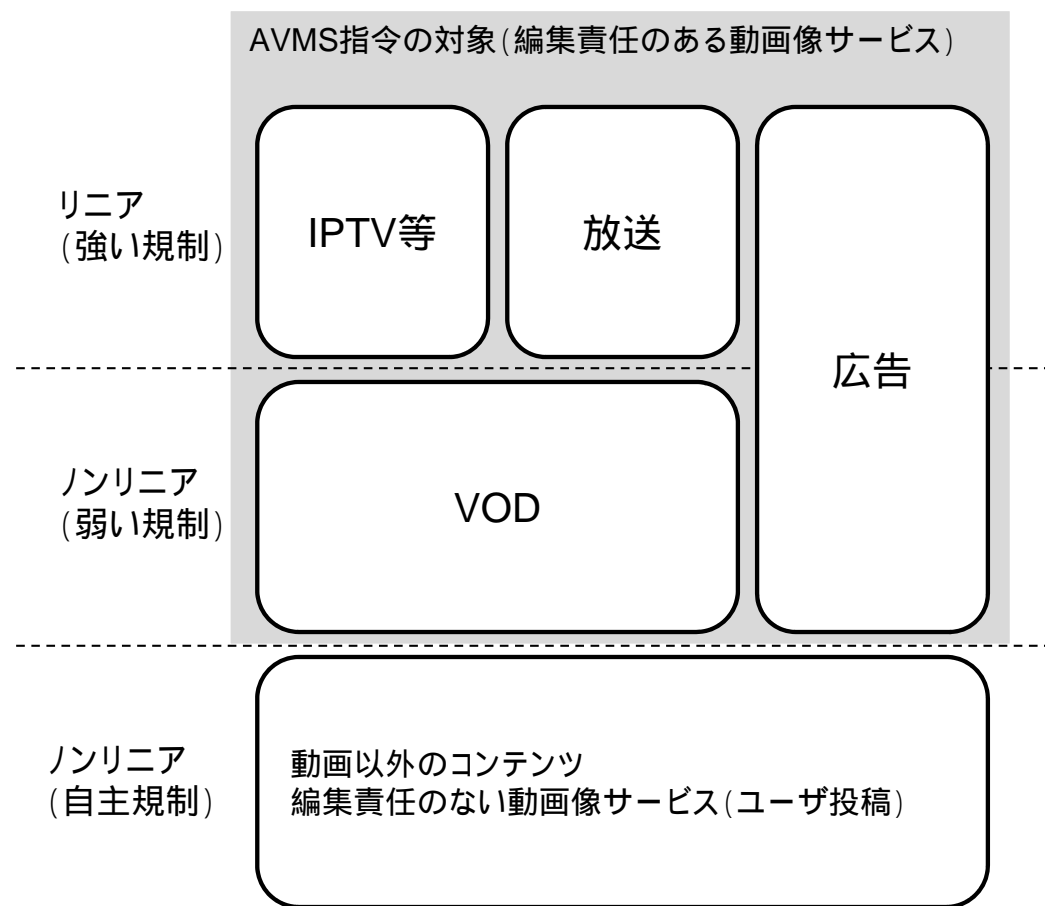 AVMS指令の対象(編集責任のある動画像サービス)
リニア
(強い規制)
IPTV等
放送
広告
ノンリニア
(弱い規制)
VOD
ノンリニア
(自主規制)
動画以外のコンテンツ
編集責任のない動画像サービス(ユーザ投稿)